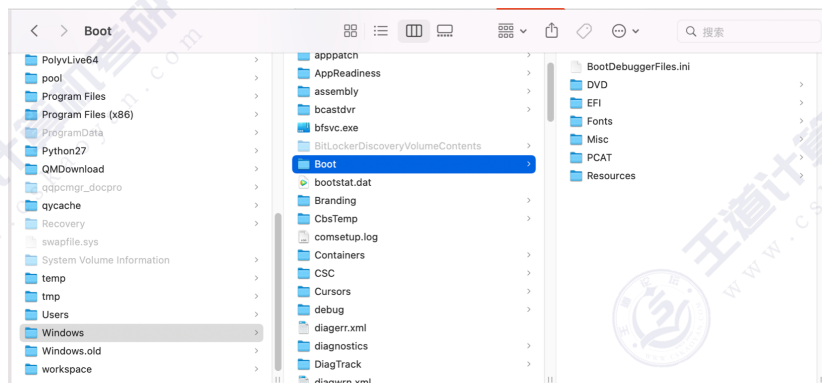 Boot
搜索
PolyvLive64
pool
Program Files
Program Files (x86)
ProgramData
Python27
QMDownload
qqpcmgr_docpro
qycache
Recovery
swapfile.sys
System Volume Information
temp
tmp
Users
Windows
Windows.old
workspace
apppatch
AppReadiness
assembly
bcastdvr
bfsvc.exe
BitLockerDiscoveryVolumeContents
Boot
bootstat.dat
Branding
CbsTemp
comsetup.log
Containers
CSC
Cursors
debug
diagerr.xml
diagnostics
DiagTrack
diagwrn.xml
BootDebuggerFiles.ini
DVD
EFI
Fonts
Misc
PCAT
Resources